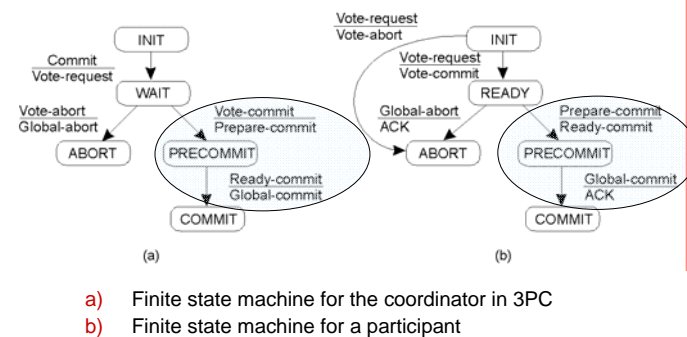 INIT
Commit
Vote-request
WAIT
Vote-abort
Global-abort
Vote-commit
Prepare-commit
ABORT
PRECOMMIT
Ready-commit
Global-commit
COMMIT
(a)
Vote-request
Vote-abort
INIT
Vote-request
Vote-commit
READY
Global-abort
ACK
Prepare-commit
Ready-commit
ABORT
PRECOMMIT
Global-commit
ACK
COMMIT
(b)
a) Finite state machine for the coordinator in 3PC
b) Finite state machine for a participant